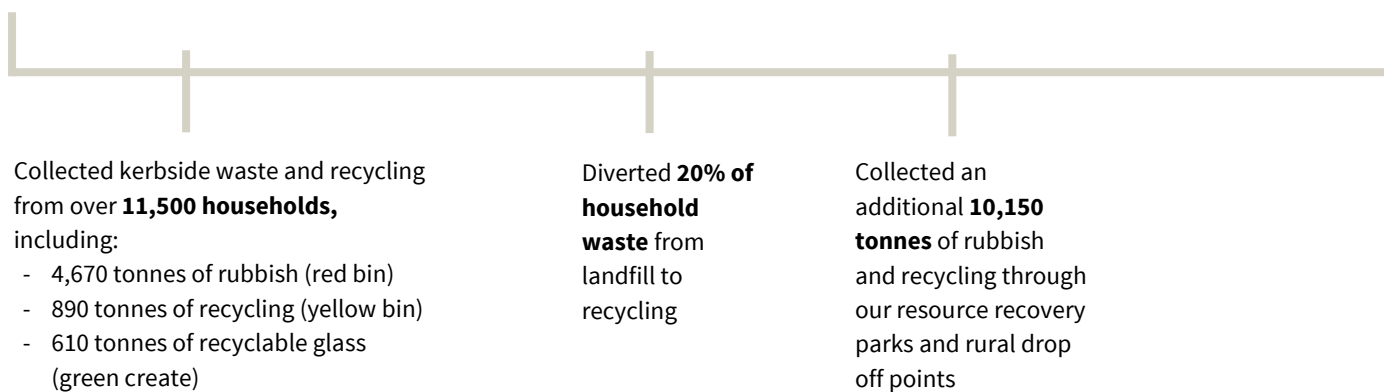 Collected kerbside waste and recycling
from over 11,500 households,
including:
- 4,670 tonnes of rubbish (red bin)
- 890 tonnes of recycling (yellow bin)
- 610 tonnes of recyclable glass
(green create)
Diverted 20% of
household
waste from
landfill to
recycling
Collected an
additional 10,150
tonnes of rubbish
and recycling through
our resource recovery
parks and rural drop
off points